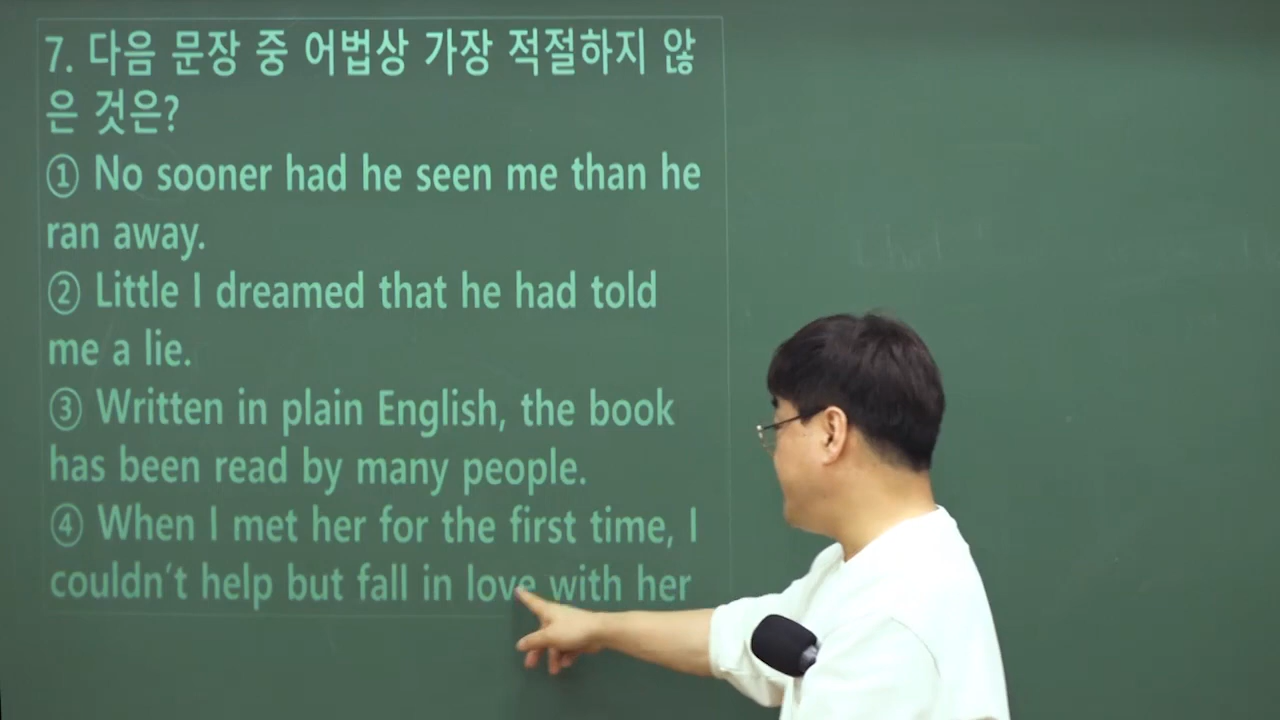 7. 다음 문장 중 어법상 가장 적절하지 않
은 것은?
① No sooner had he seen me than he
ran away.
② Little I dreamed that he had told
me a lie.
③ Written in plain English, the book
has been read by many people.
④ When I met her for the first time, I
couldn't help but fall in love with her